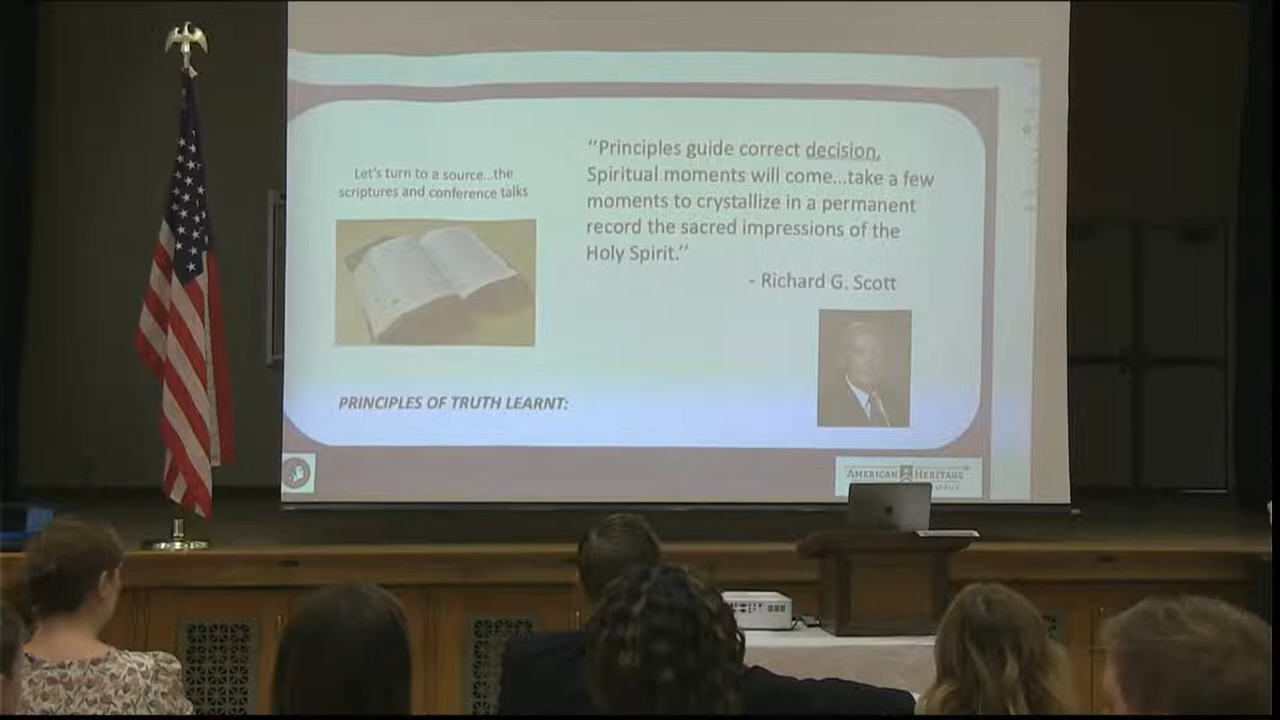 Let's turn to a source...the
scriptures and conference talks
"Principles guide correct decision.
Spiritual moments will come...take a few
moments to crystallize in a permanent
record the sacred impressions of the
Holy Spirit."
- Richard G. Scott
PRINCIPLES OF TRUTH LEARNT:
AMERICAN HERITAGE